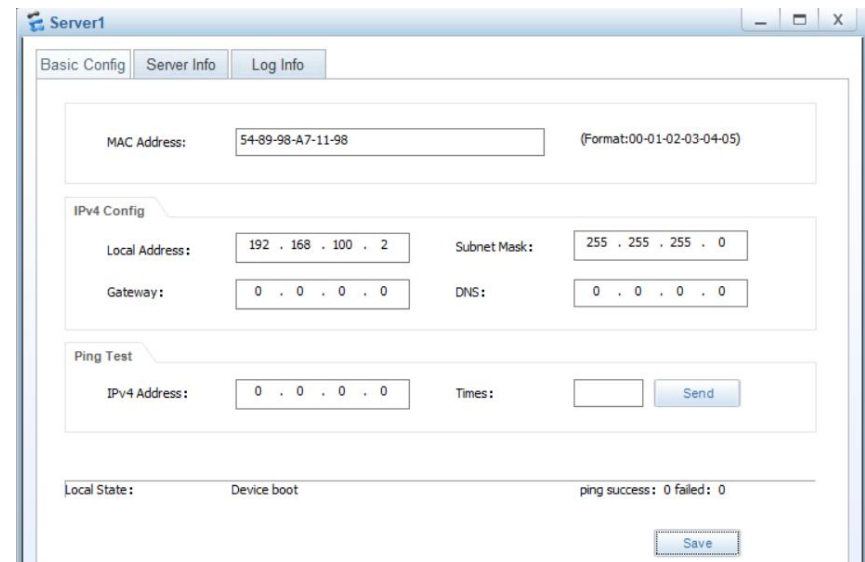 Server1
Basic Config Server Info Log Info
MAC Address: 54-89-98-A7-11-98 (Format:00-01-02-03-04-05)
IPv4 Config
Local Address: 192 . 168 . 100 . 2 Subnet Mask: 255 . 255 . 255 . 0
Gateway: 0 . 0 . 0 . 0 DNS: 0 . 0 . 0 . 0
Ping Test
IPv4 Address: 0 . 0 . 0 . 0 Times: Send
Local State: Device boot ping success: 0 failed: 0
Save